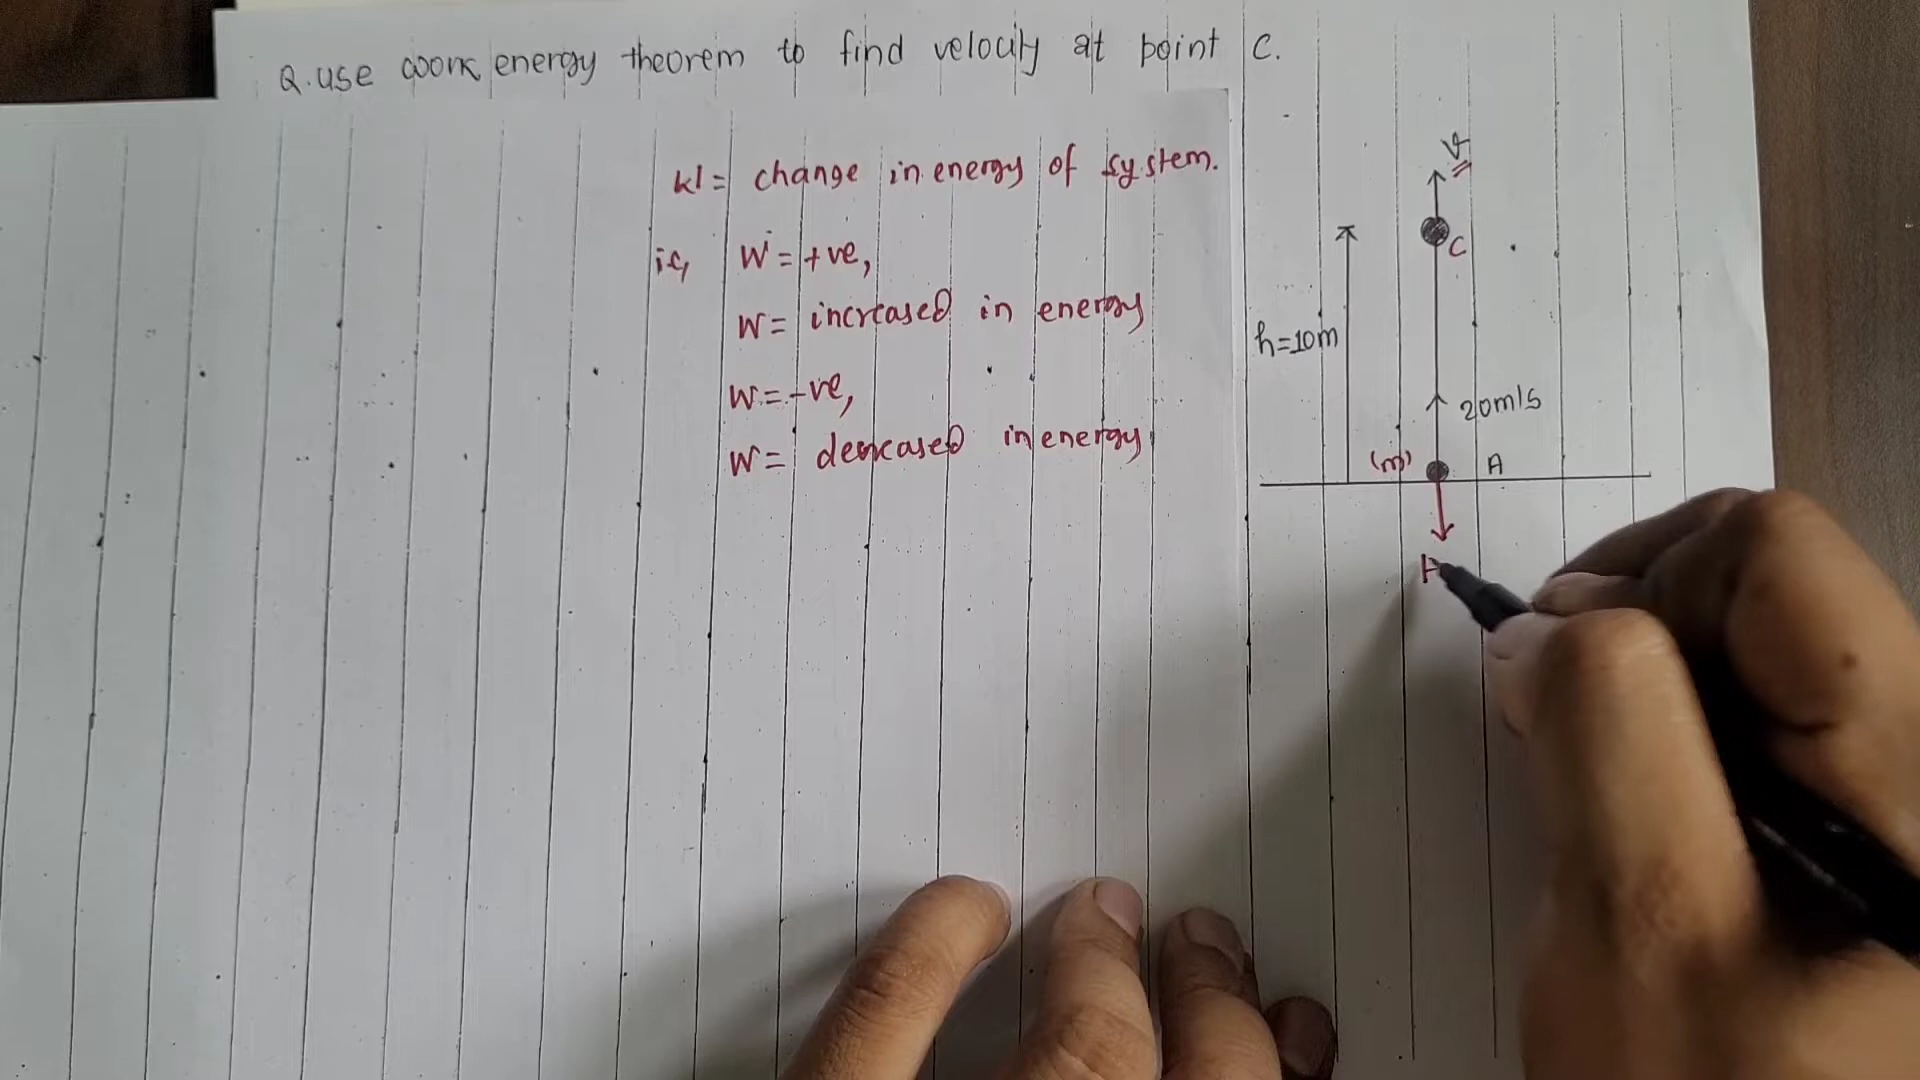 Q. use work energy theorem to find velocity at point C.
W = change in energy of system.
if, W = +ve,
W = increased in energy
W = -ve,
W = decreased in energy
v
C
h=10m
20m/s
(m)
A